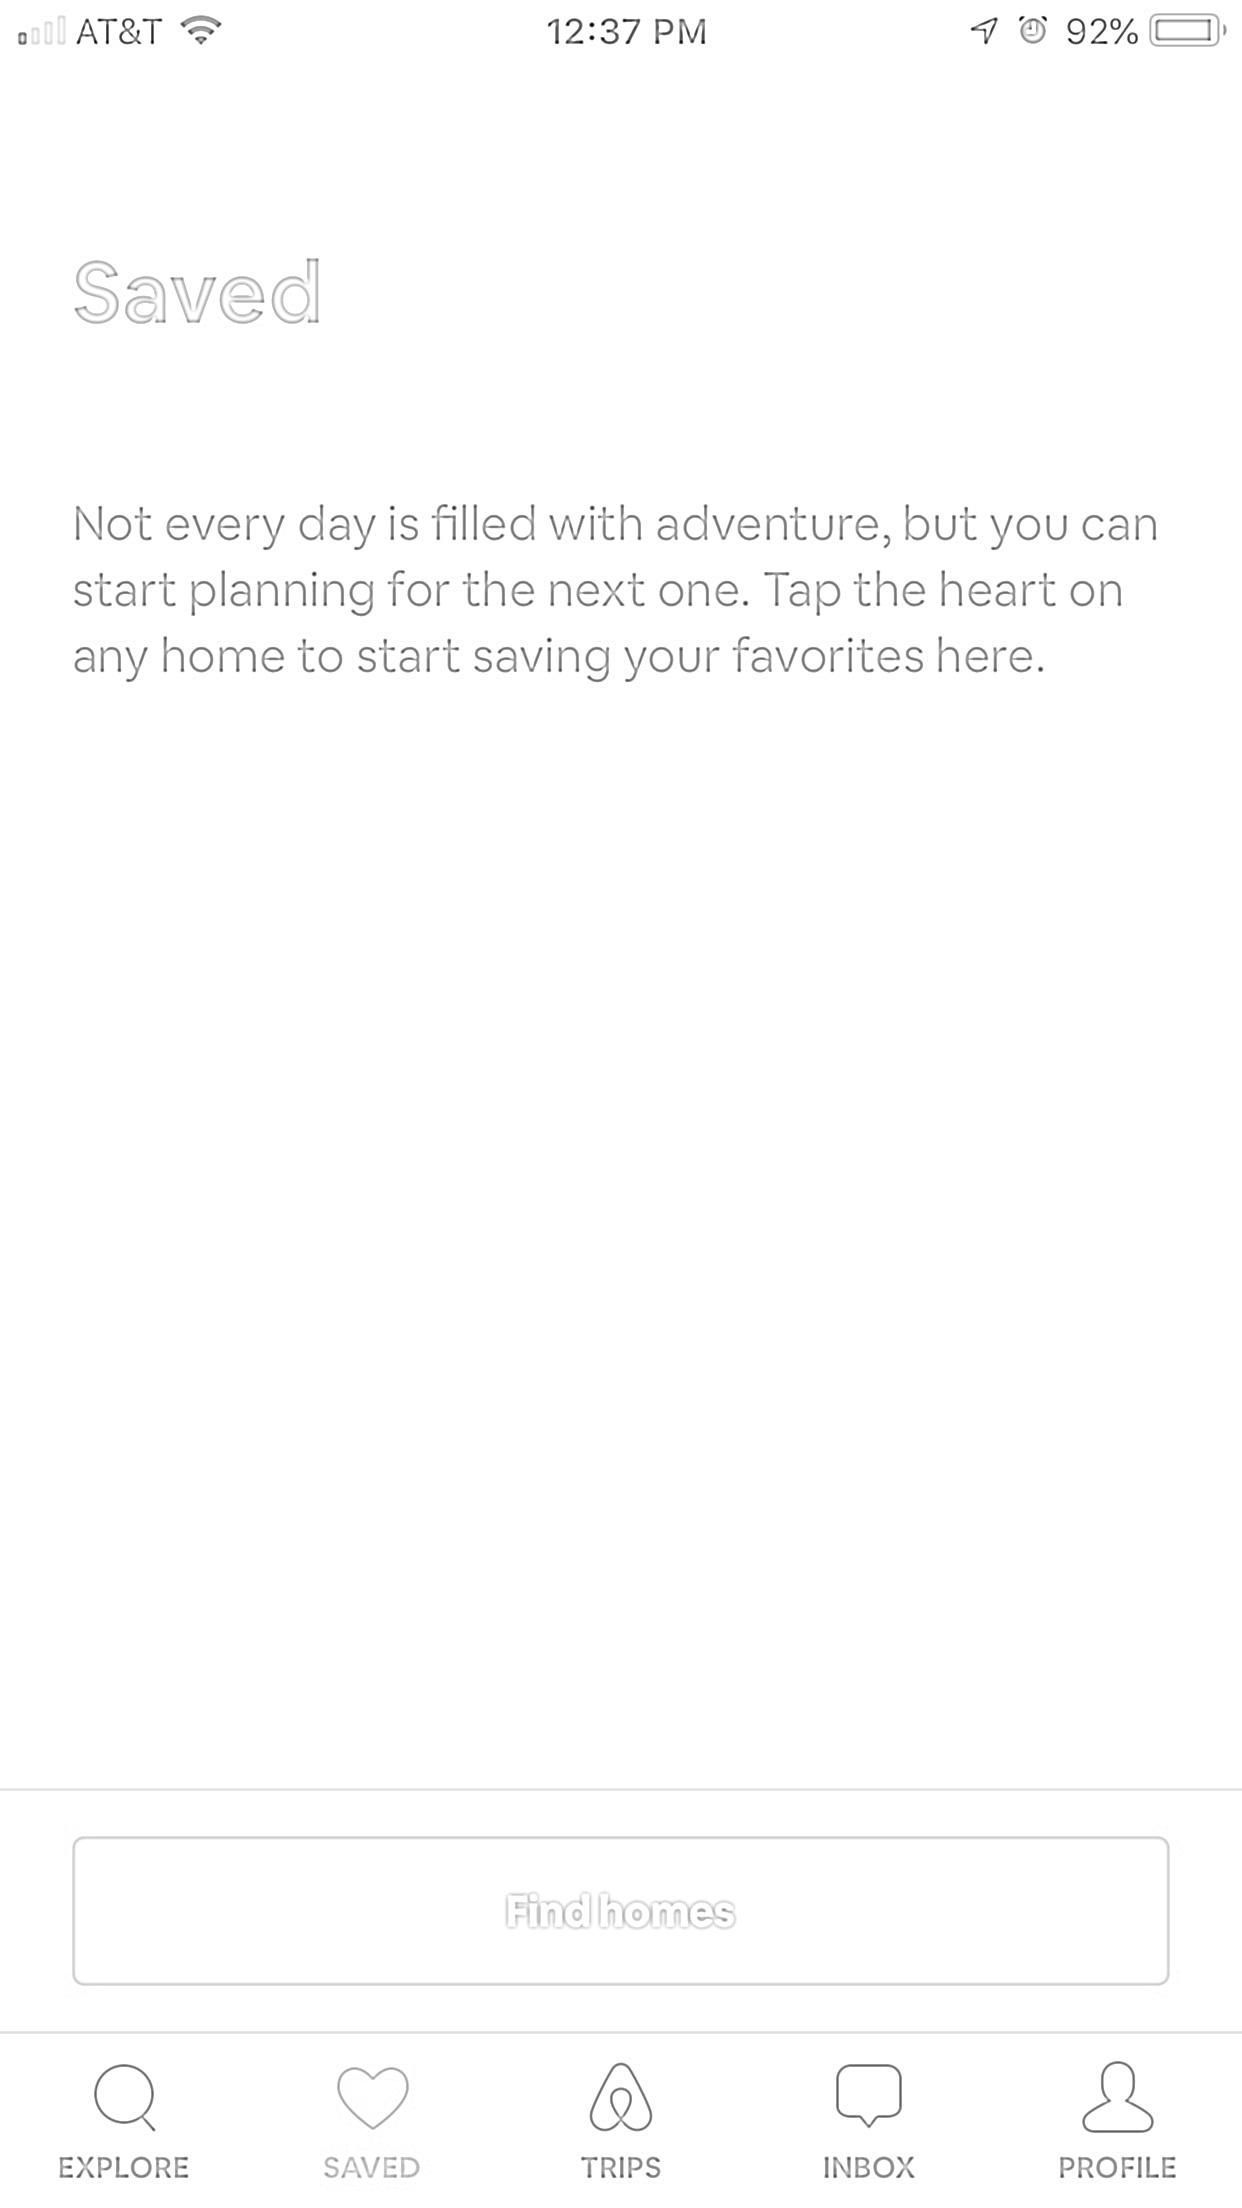 AT&T 12:37 PM 92%
Saved
Not every day is filled with adventure, but you can
start planning for the next one. Tap the heart on
any home to start saving your favorites here.
Find homes
EXPLORE SAVED TRIPS INBOX PROFILE